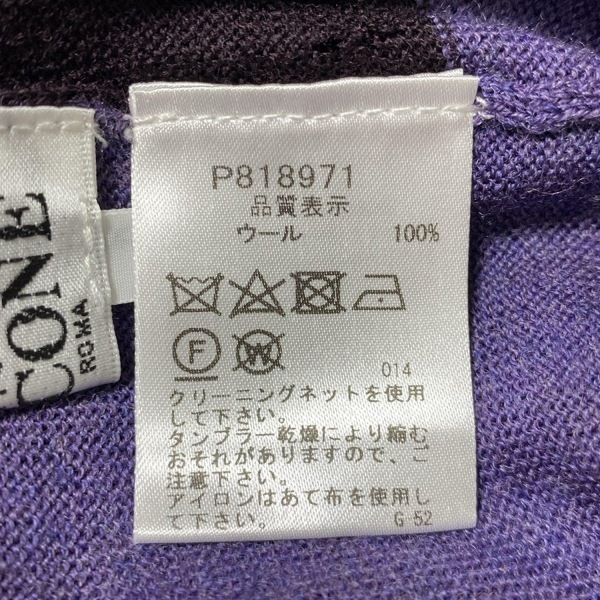 P818971
品質表示
ウール 100%
F W
014
クリーニングネットを使用
して下さい。
タンブラー乾燥により縮む
おそれがありますので、ご
注意下さい。
アイロンはあて布を使用し
て下さい。
G-52
CONE
ROMA